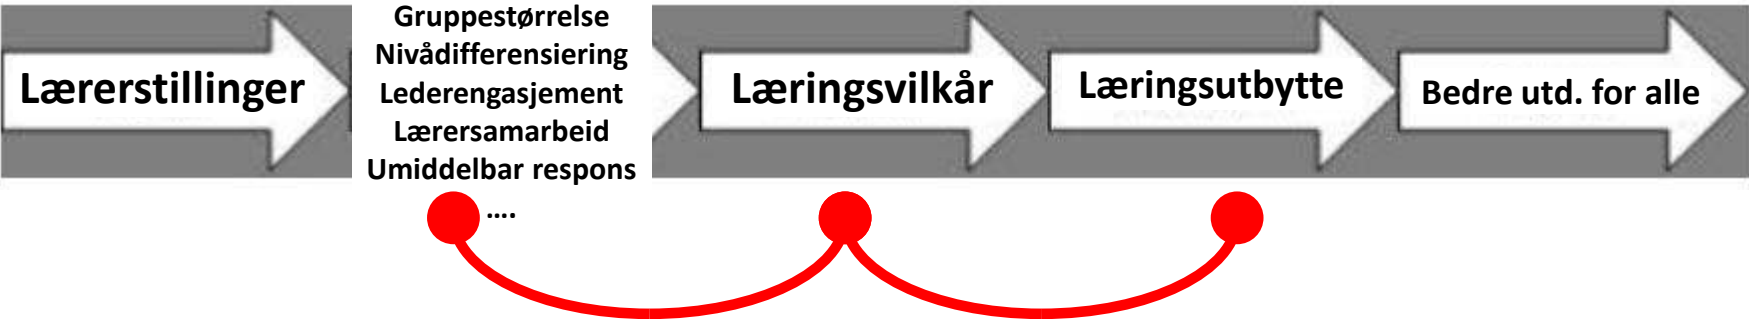 Lærerstillinger
Gruppestørrelse
Nivådifferensiering
Lederengasjement
Lærersamarbeid
Umiddelbar respons
....
Læringsvilkår
Læringsutbytte
Bedre utd. for alle